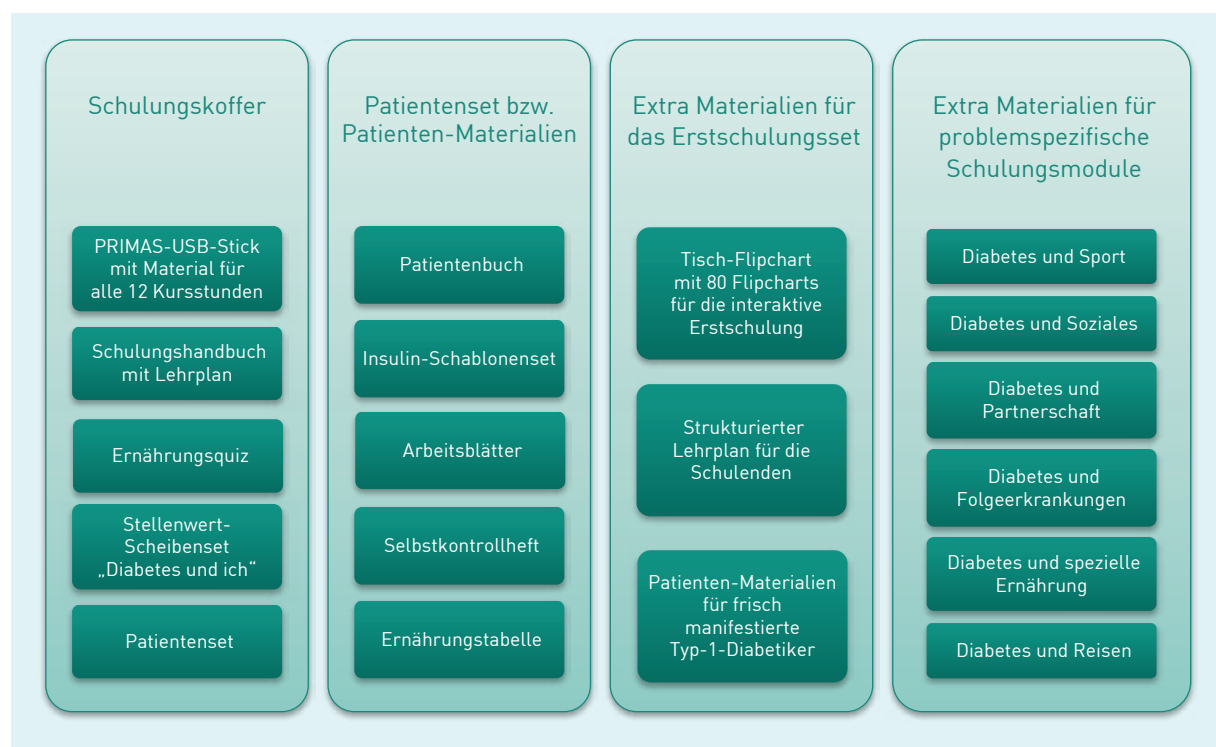 Schulungskoffer
PRIMAS-USB-Stick
mit Material für
alle 12 Kursstunden
Schulungshandbuch
mit Lehrplan
Ernährungsquiz
Stellenwert-
Scheibenset
„Diabetes und ich“
Patientenset
Patientenset bzw.
Patienten-Materialien
Patientenbuch
Insulin-Schablonenset
Arbeitsblätter
Selbstkontrollheft
Ernährungstabelle
Extra Materialien für
das Erstschulungsset
Tisch-Flipchart
mit 80 Flipcharts
für die interaktive
Erstschulung
Strukturierter
Lehrplan für die
Schulenden
Patienten-Materialien
für frisch
manifestierte
Typ-1-Diabetiker
Extra Materialien für
problemspezifische
Schulungsmodule
Diabetes und Sport
Diabetes und Soziales
Diabetes und
Partnerschaft
Diabetes und
Folgeerkrankungen
Diabetes und spezielle
Ernährung
Diabetes und Reisen